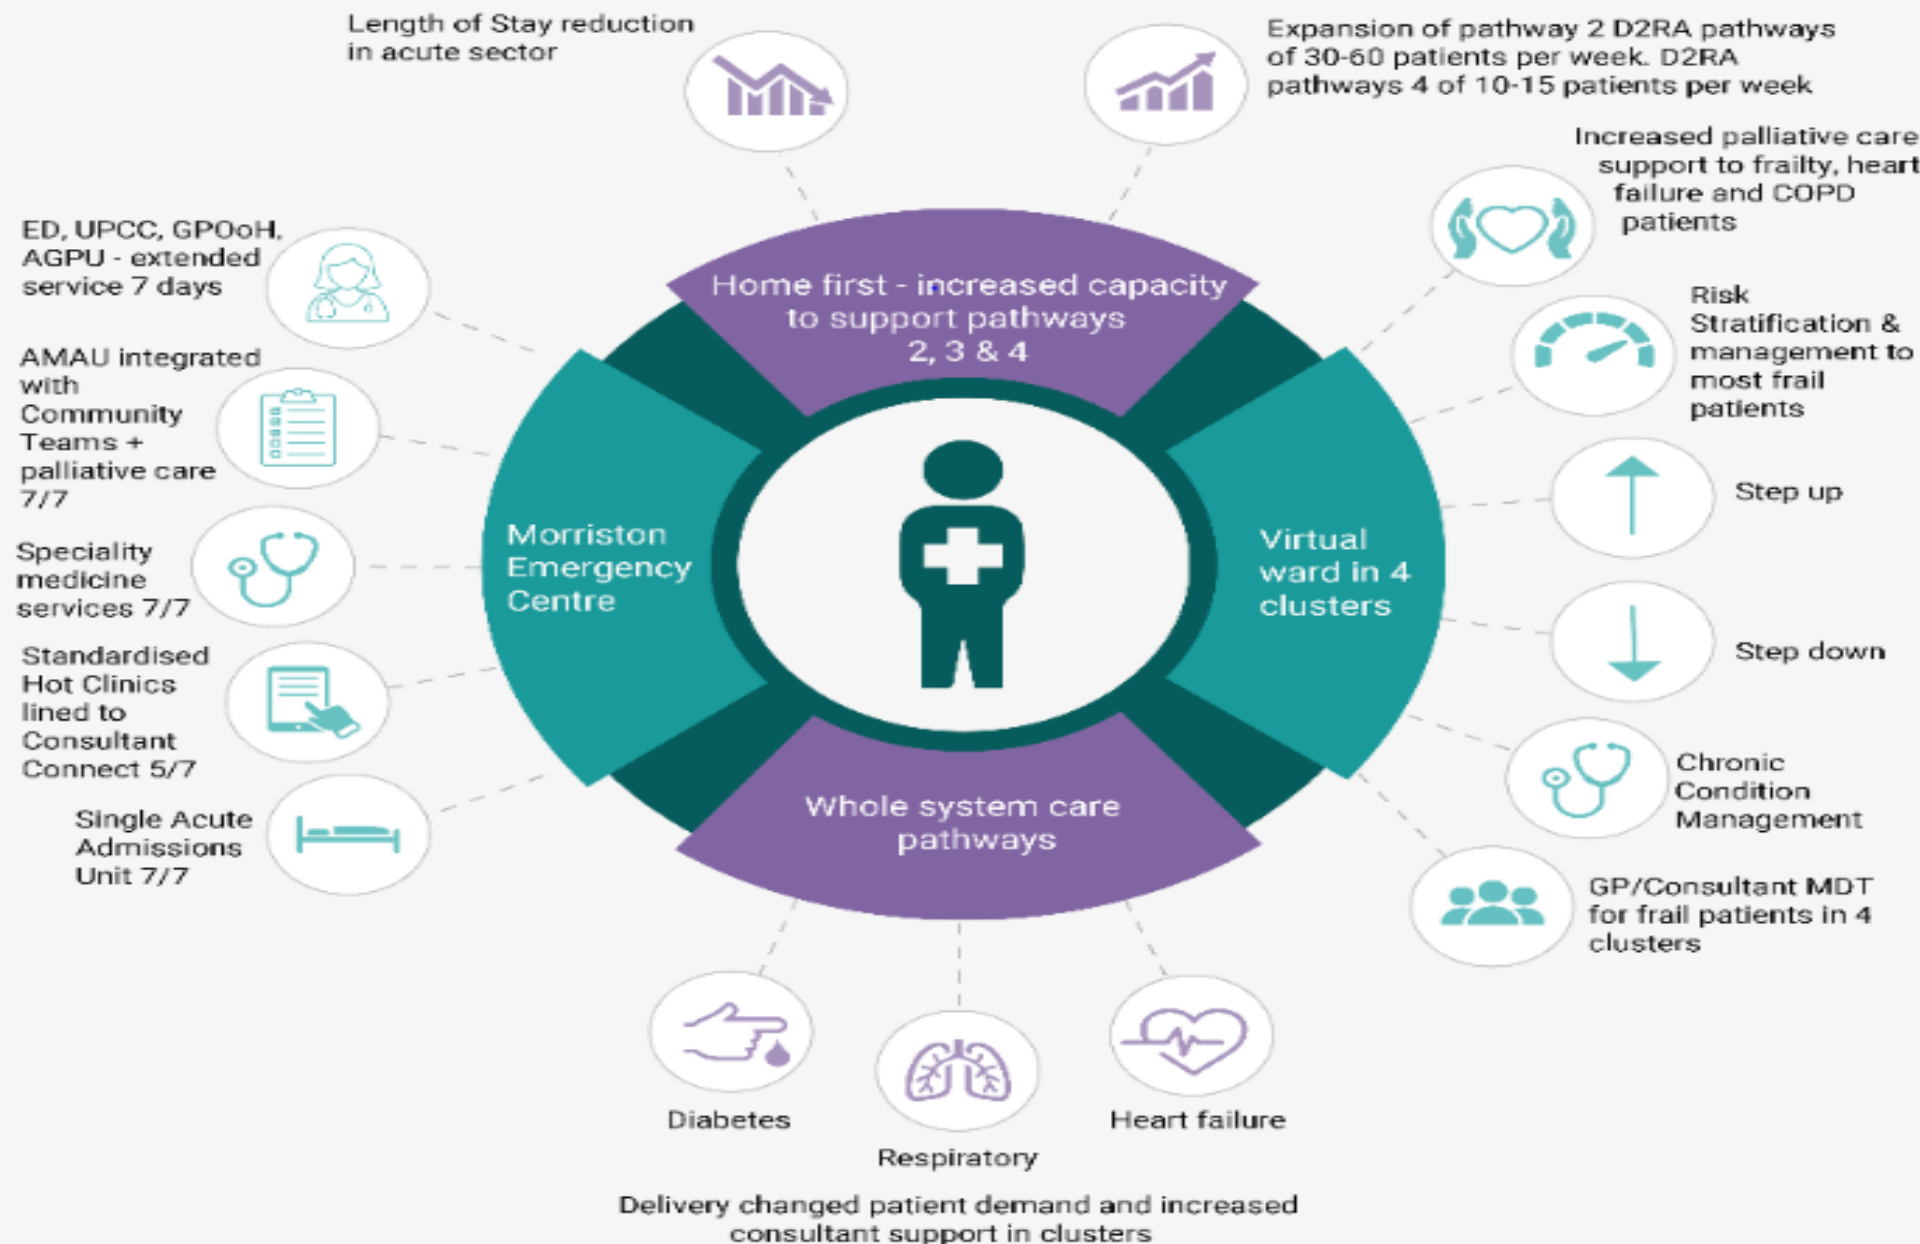 Length of Stay reduction
in acute sector
Expansion of pathway 2 D2RA pathways
of 30-60 patients per week. D2RA
pathways 4 of 10-15 patients per week
Increased palliative care
support to frailty, heart
failure and COPD
patients
ED, UPCC, GPOoH,
AGPU - extended
service 7 days
Home first - increased capacity
to support pathways
2, 3 & 4
Risk
Stratification &
management to
most frail
patients
AMAU integrated
with
Community
Teams +
palliative care
7/7
Step up
Morriston
Emergency
Centre
Virtual
ward in 4
clusters
Speciality
medicine
services 7/7
Step down
Standardised
Hot Clinics
lined to
Consultant
Connect 5/7
Chronic
Condition
Management
Single Acute
Admissions
Unit 7/7
Whole system care
pathways
GP/Consultant MDT
for frail patients in 4
clusters
Diabetes
Respiratory
Heart failure
Delivery changed patient demand and increased
consultant support in clusters